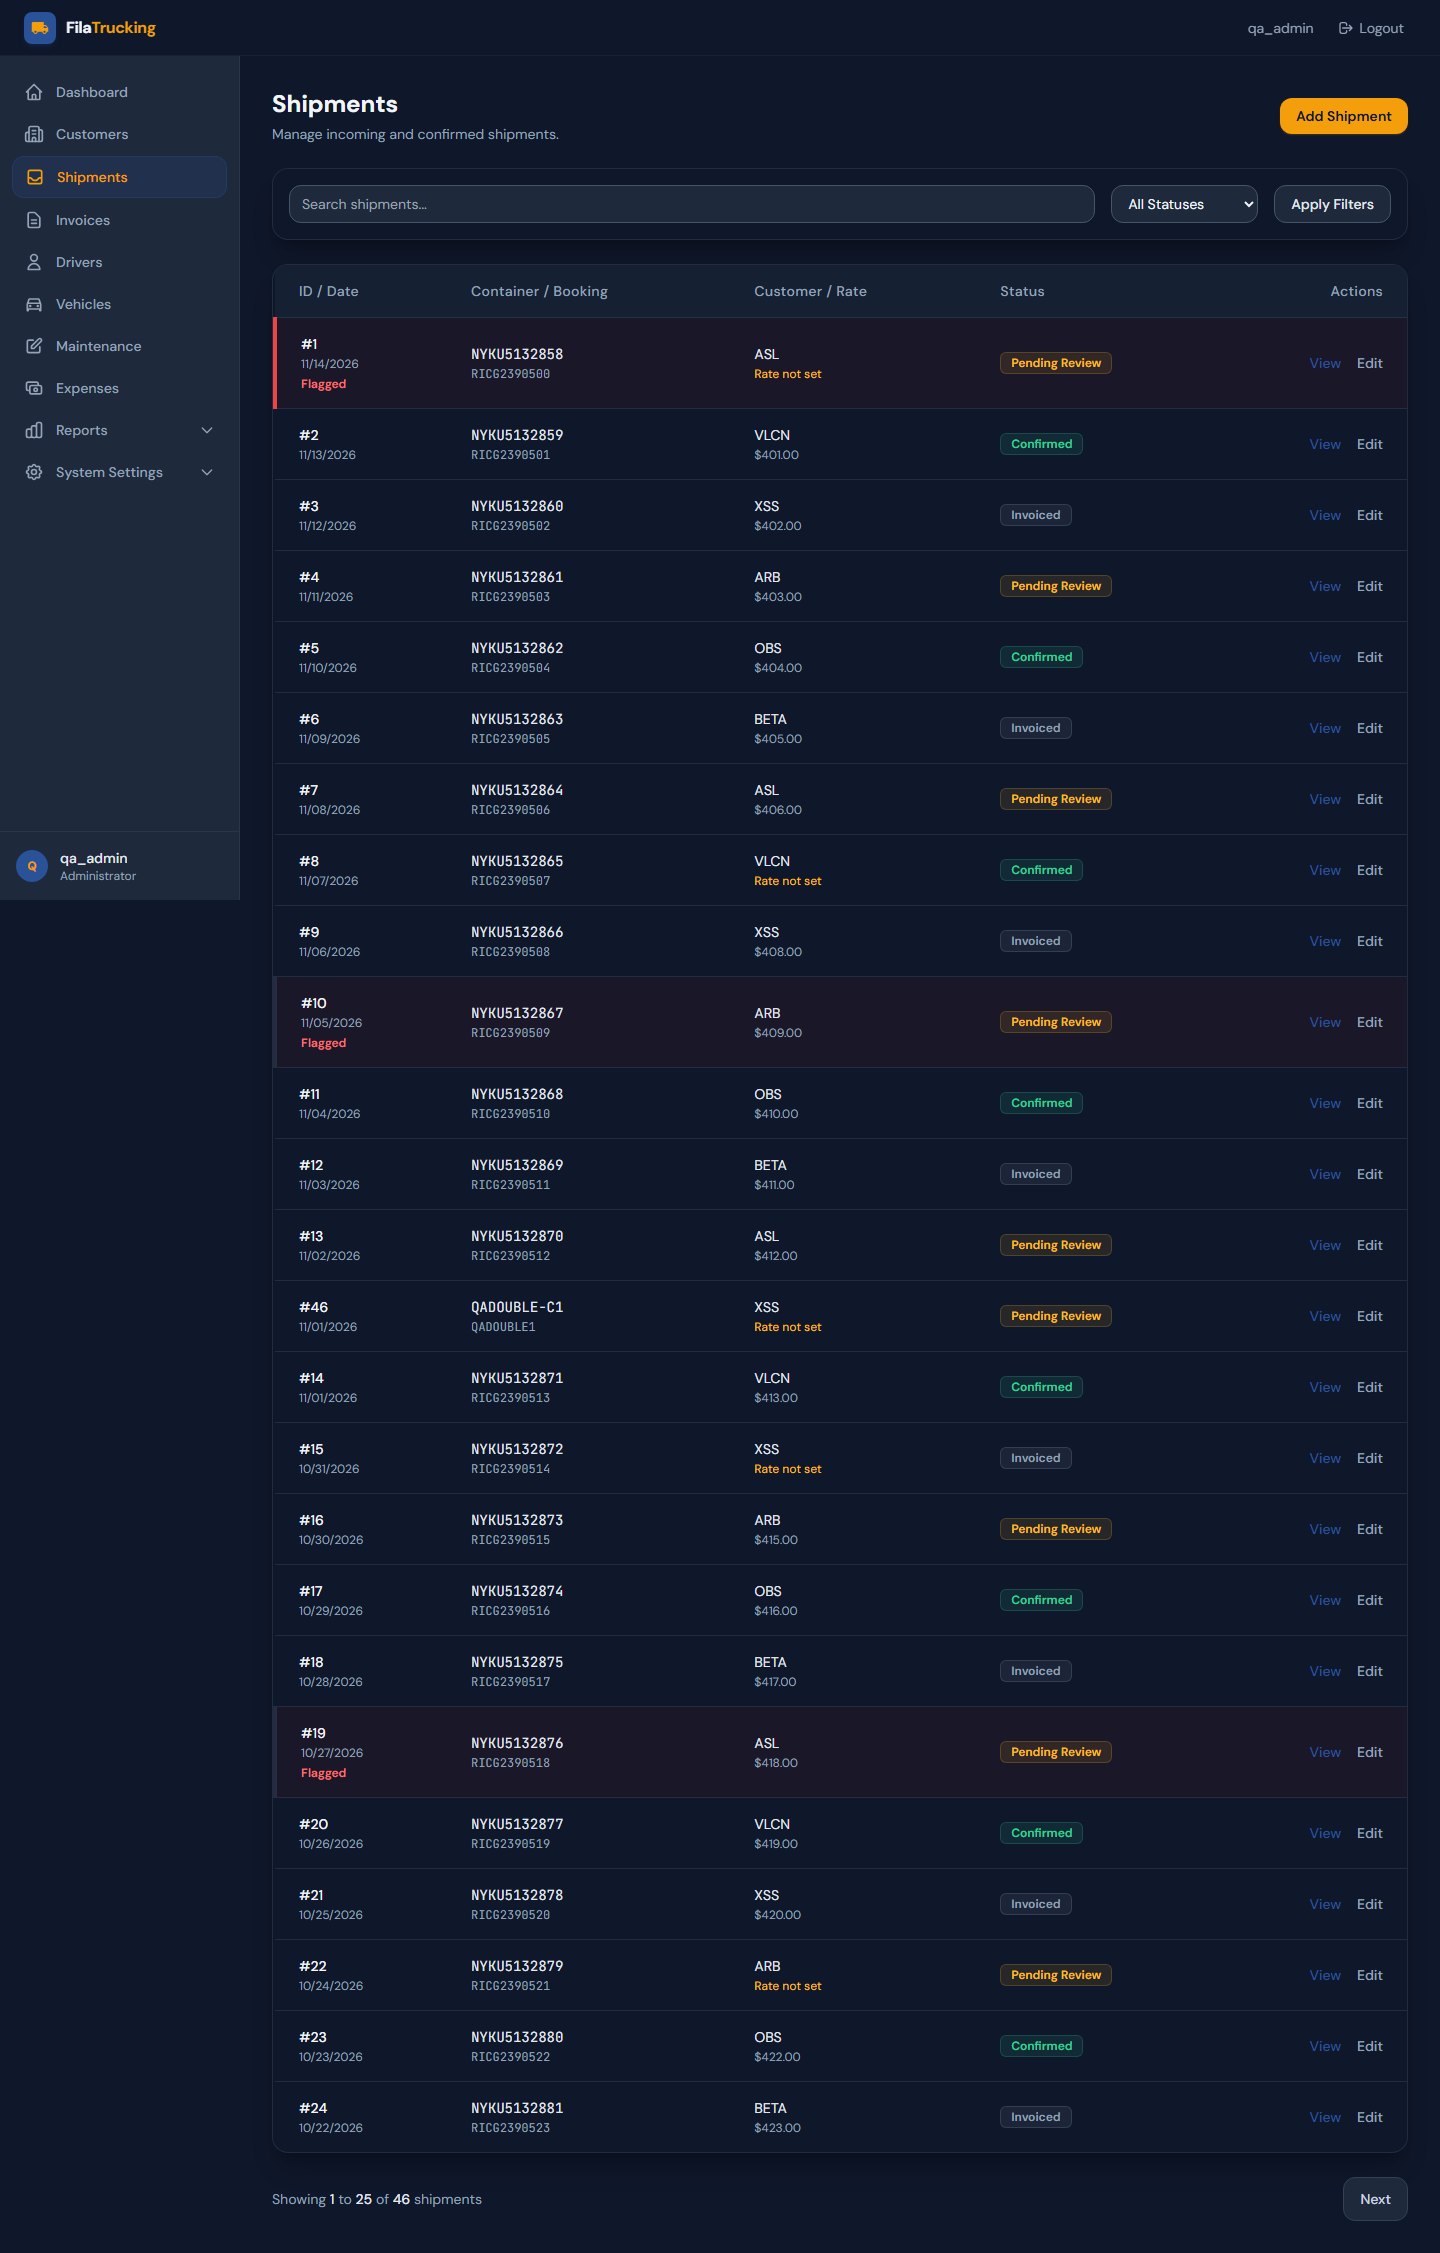 FilaTrucking
qa_admin
Logout
Dashboard
Customers
Shipments
Invoices
Drivers
Vehicles
Maintenance
Expenses
Reports
System Settings
Q
qa_admin
Administrator
Shipments
Manage incoming and confirmed shipments.
Add Shipment
Search shipments...
All Statuses
Apply Filters
ID / Date Container / Booking Customer / Rate Status Actions
#1 NYKU5132858 ASL Pending Review View Edit
11/14/2026 RICG2390500 Rate not set
Flagged
#2 NYKU5132859 VLCN Confirmed View Edit
11/13/2026 RICG2390501 $401.00
#3 NYKU5132860 XSS Invoiced View Edit
11/12/2026 RICG2390502 $402.00
#4 NYKU5132861 ARB Pending Review View Edit
11/11/2026 RICG2390503 $403.00
#5 NYKU5132862 OBS Confirmed View Edit
11/10/2026 RICG2390504 $404.00
#6 NYKU5132863 BETA Invoiced View Edit
11/09/2026 RICG2390505 $405.00
#7 NYKU5132864 ASL Pending Review View Edit
11/08/2026 RICG2390506 $406.00
#8 NYKU5132865 VLCN Confirmed View Edit
11/07/2026 RICG2390507 Rate not set
#9 NYKU5132866 XSS Invoiced View Edit
11/06/2026 RICG2390508 $408.00
#10 NYKU5132867 ARB Pending Review View Edit
11/05/2026 RICG2390509 $409.00
Flagged
#11 NYKU5132868 OBS Confirmed View Edit
11/04/2026 RICG2390510 $410.00
#12 NYKU5132869 BETA Invoiced View Edit
11/03/2026 RICG2390511 $411.00
#13 NYKU5132870 ASL Pending Review View Edit
11/02/2026 RICG2390512 $412.00
#46 QADOUBLE-C1 XSS Pending Review View Edit
11/01/2026 QADOUBLE1 Rate not set
#14 NYKU5132871 VLCN Confirmed View Edit
11/01/2026 RICG2390513 $413.00
#15 NYKU5132872 XSS Invoiced View Edit
10/31/2026 RICG2390514 Rate not set
#16 NYKU5132873 ARB Pending Review View Edit
10/30/2026 RICG2390515 $415.00
#17 NYKU5132874 OBS Confirmed View Edit
10/29/2026 RICG2390516 $416.00
#18 NYKU5132875 BETA Invoiced View Edit
10/28/2026 RICG2390517 $417.00
#19 NYKU5132876 ASL Pending Review View Edit
10/27/2026 RICG2390518 $418.00
Flagged
#20 NYKU5132877 VLCN Confirmed View Edit
10/26/2026 RICG2390519 $419.00
#21 NYKU5132878 XSS Invoiced View Edit
10/25/2026 RICG2390520 $420.00
#22 NYKU5132879 ARB Pending Review View Edit
10/24/2026 RICG2390521 Rate not set
#23 NYKU5132880 OBS Confirmed View Edit
10/23/2026 RICG2390522 $422.00
#24 NYKU5132881 BETA Invoiced View Edit
10/22/2026 RICG2390523 $423.00
Showing 1 to 25 of 46 shipments
Next